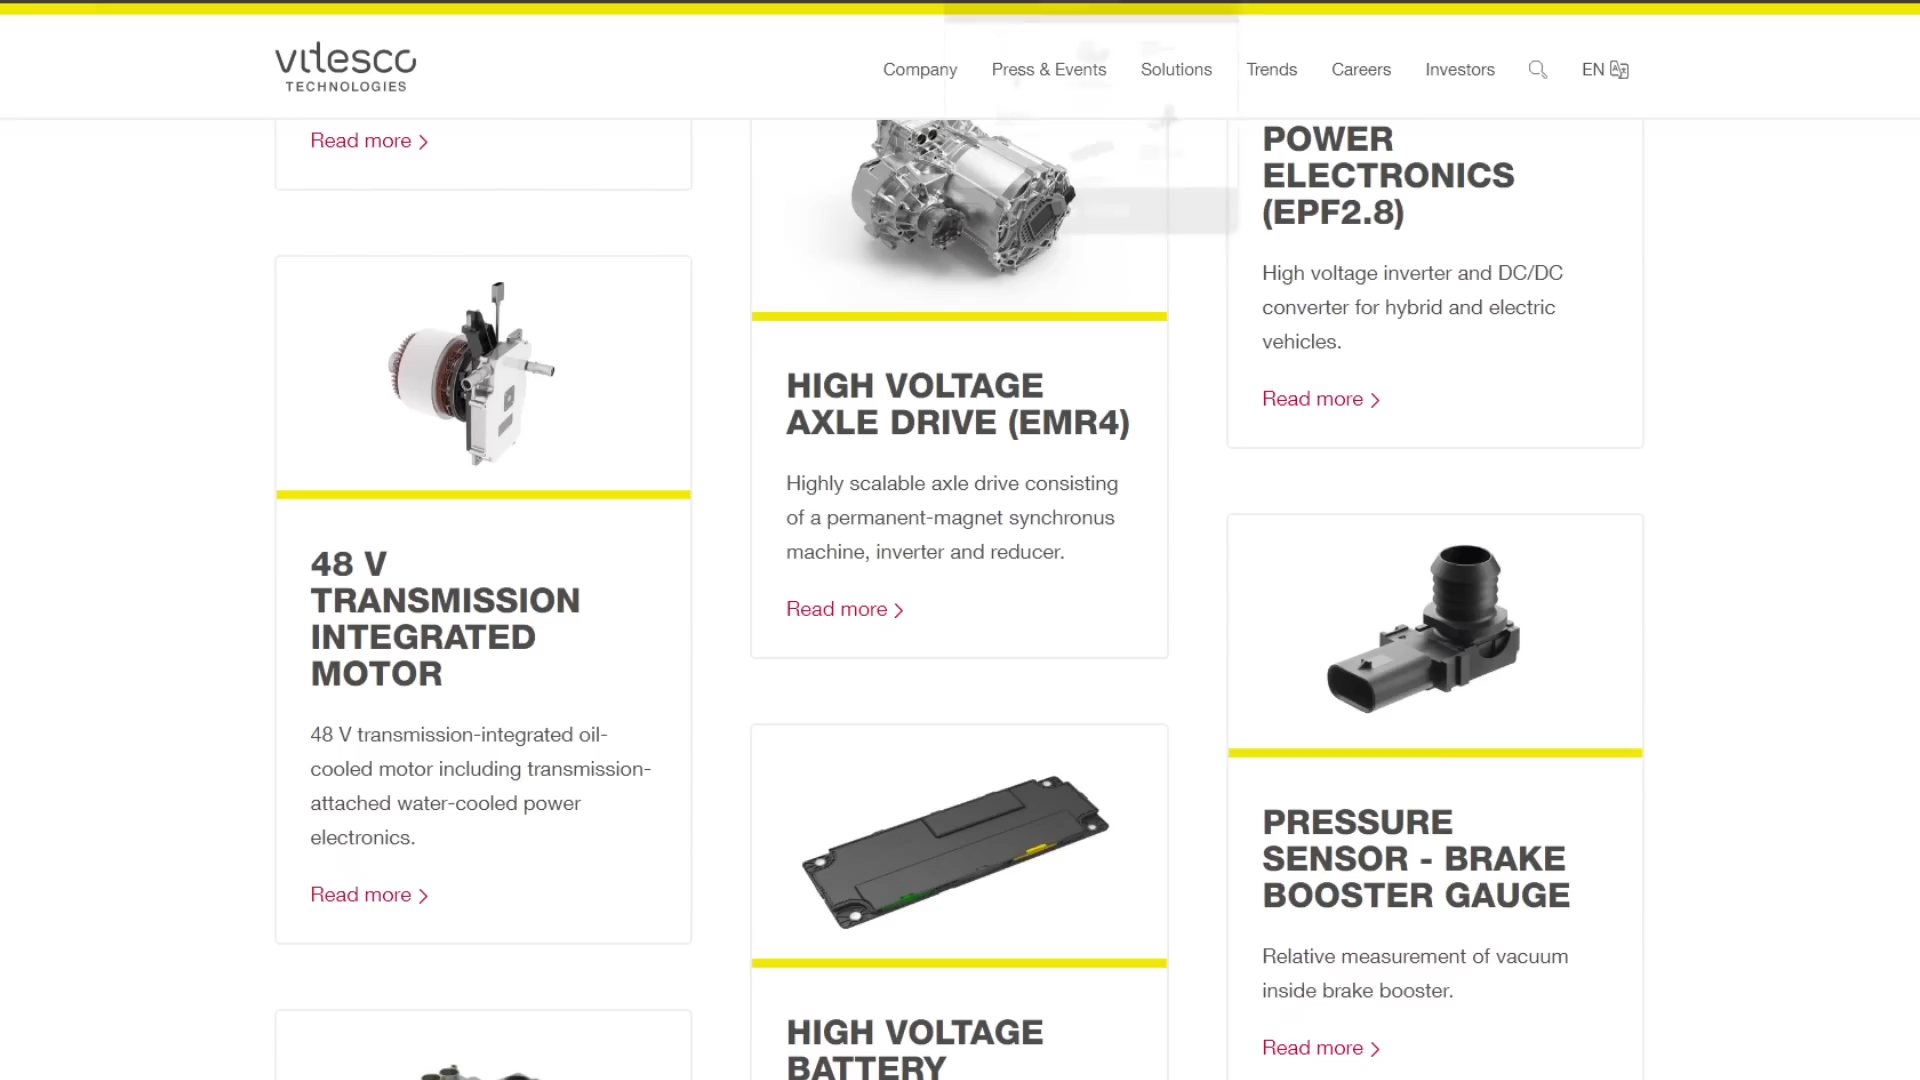 vitesco
TECHNOLOGIES
Company Press & Events Solutions Trends Careers Investors EN
Read more
48 V
TRANSMISSION
INTEGRATED
MOTOR
48 V transmission-integrated oil-
cooled motor including transmission-
attached water-cooled power
electronics.
Read more
HIGH VOLTAGE
AXLE DRIVE (EMR4)
Highly scalable axle drive consisting
of a permanent-magnet synchronus
machine, inverter and reducer.
Read more
HIGH VOLTAGE
BATTERY
POWER
ELECTRONICS
(EPF2.8)
High voltage inverter and DC/DC
converter for hybrid and electric
vehicles.
Read more
PRESSURE
SENSOR - BRAKE
BOOSTER GAUGE
Relative measurement of vacuum
inside brake booster.
Read more